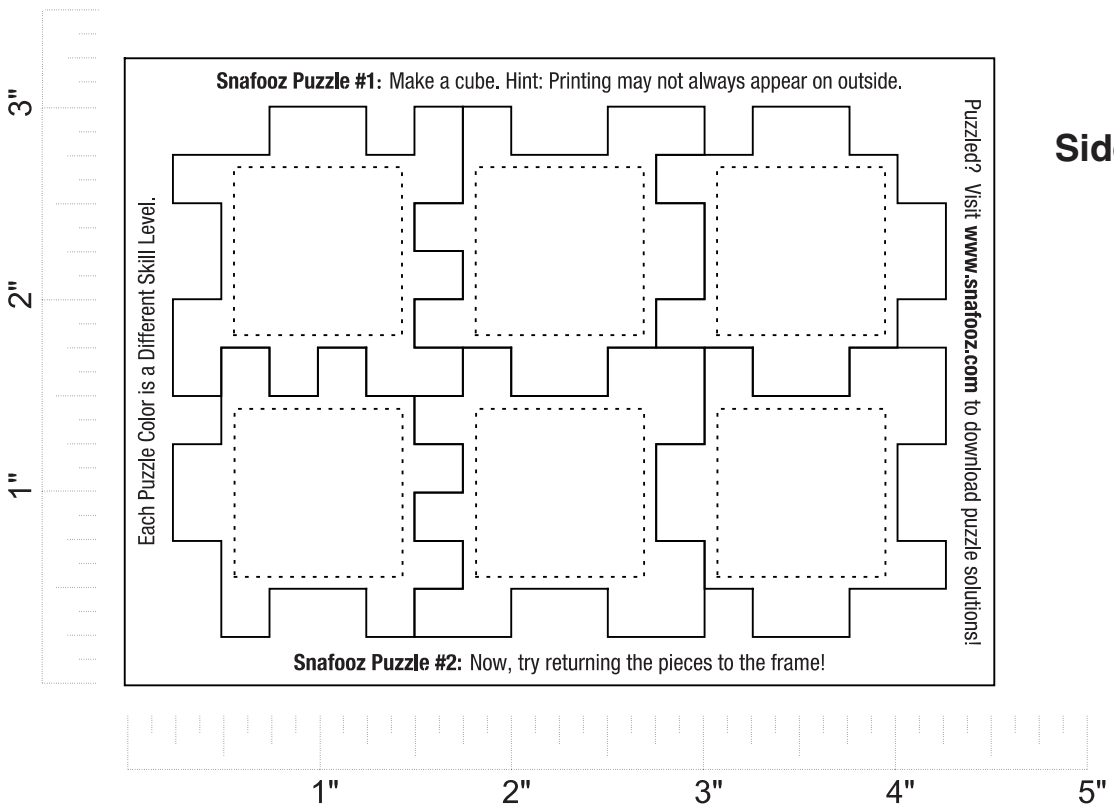 Snafooz Puzzle #1: Make a cube. Hint: Printing may not always appear on outside.
Each Puzzle Color is a Different Skill Level.
Puzzled? Visit www.snafooz.com to download puzzle solutions!
Snafooz Puzzle #2: Now, try returning the pieces to the frame!
3"
2"
1"
1" 2" 3" 4" 5"